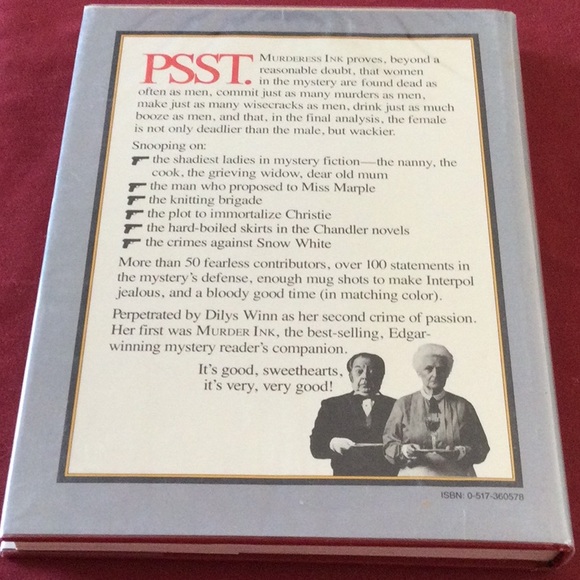 PSST. MURDERESS INK proves, beyond a
reasonable doubt, that women
in the mystery are found dead as
often as men, commit just as many murders as men,
make just as many wisecracks as men, drink just as much
booze as men, and that, in the final analysis, the female
is not only deadlier than the male, but wackier.
Snooping on:
the shadiest ladies in mystery fiction—the nanny, the
cook, the grieving widow, dear old mum
the man who proposed to Miss Marple
the knitting brigade
the plot to immortalize Christie
the hard-boiled skirts in the Chandler novels
the crimes against Snow White
More than 50 fearless contributors, over 100 statements in
the mystery's defense, enough mug shots to make Interpol
jealous, and a bloody good time (in matching color).
Perpetrated by Dilys Winn as her second crime of passion.
Her first was MURDER INK, the best-selling, Edgar-
winning mystery reader's companion.
It's good, sweethearts,
it's very, very good!
ISBN: 0-517-360578